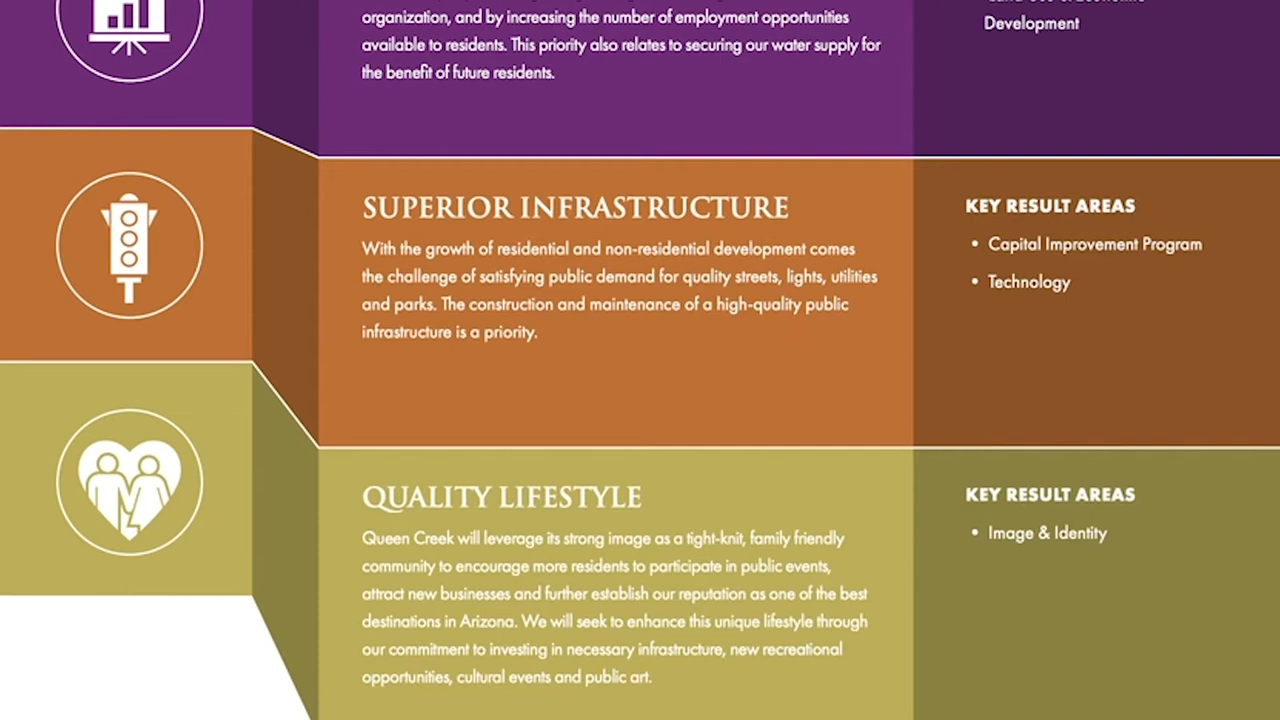 organization, and by increasing the number of employment opportunities
available to residents. This priority also relates to securing our water supply for
the benefit of future residents.
Development
SUPERIOR INFRASTRUCTURE
With the growth of residential and non-residential development comes
the challenge of satisfying public demand for quality streets, lights, utilities
and parks. The construction and maintenance of a high-quality public
infrastructure is a priority.
KEY RESULT AREAS
• Capital Improvement Program
• Technology
QUALITY LIFESTYLE
Queen Creek will leverage its strong image as a tight-knit, family friendly
community to encourage more residents to participate in public events,
attract new businesses and further establish our reputation as one of the best
destinations in Arizona. We will seek to enhance this unique lifestyle through
our commitment to investing in necessary infrastructure, new recreational
opportunities, cultural events and public art.
KEY RESULT AREAS
• Image & Identity